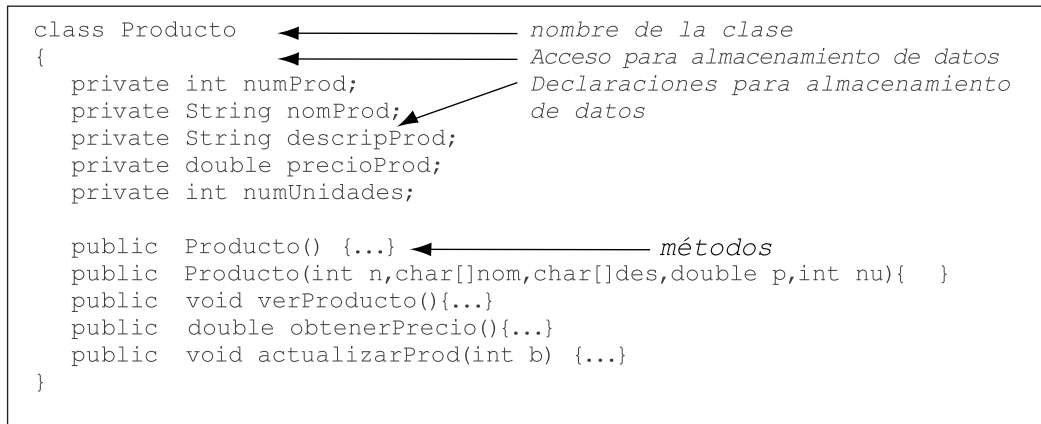 class Producto nombre de la clase
{ Acceso para almacenamiento de datos
private int numProd; Declaraciones para almacenamiento
private String nomProd; de datos
private String descripProd;
private double precioProd;
private int numUnidades;
public Producto() {...} métodos
public Producto(int n,char[]nom,char[]des,double p,int nu){ }
public void verProducto(){...}
public double obtenerPrecio(){...}
public void actualizarProd(int b) {...}
}